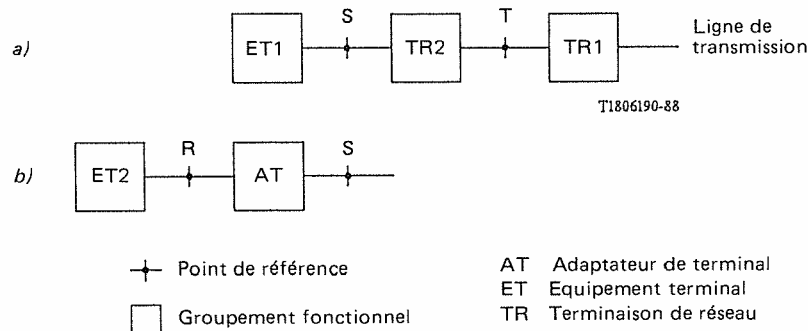 a)
ET1
S
TR2
T
TR1
Ligne de
transmission
T1806190-88
b)
ET2
R
AT
S
Point de référence
Groupement fonctionnel
AT Adaptateur de terminal
ET Equipement terminal
TR Terminaison de réseau